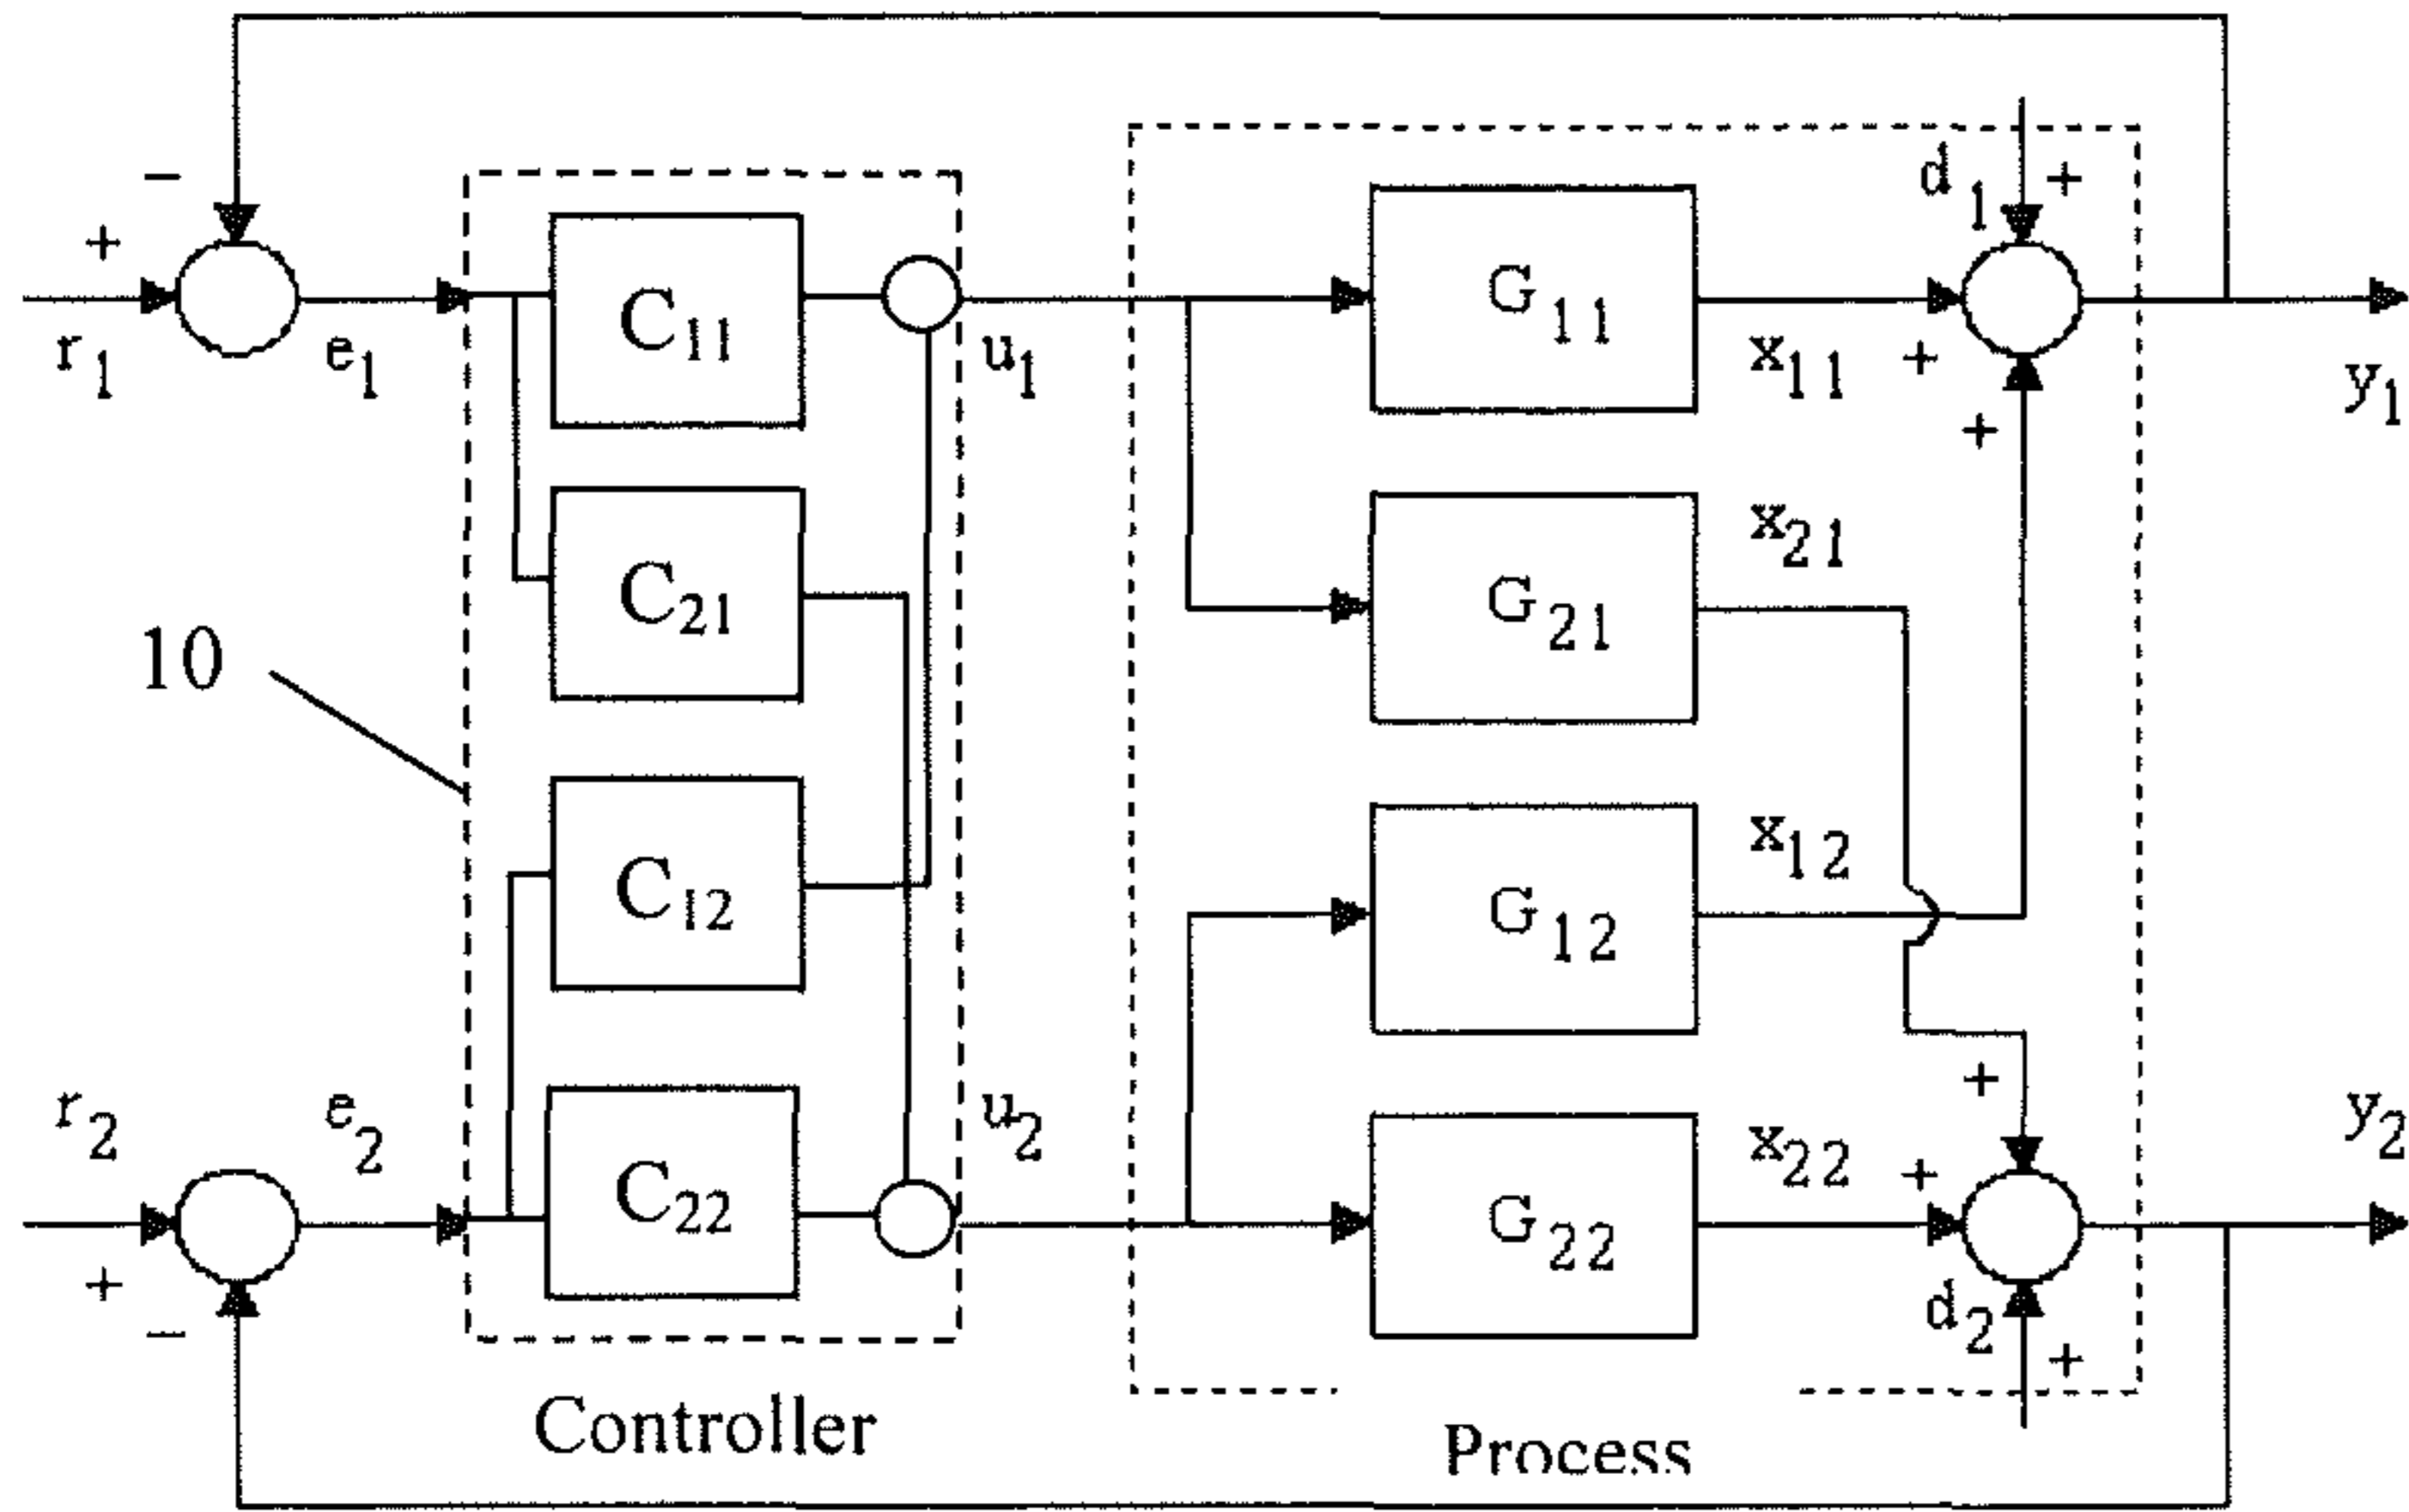 d₁ +
−
+
C₁₁
G₁₁
r₁ e₁ u₁ x₁₁ + y₁
+
x₂₁
C₂₁
G₂₁
10
x₁₂
C₁₂
G₁₂
+
r₂ e₂ u₂ x₂₂ + y₂
C₂₂
G₂₂
+
d₂
− +
Controller
Process